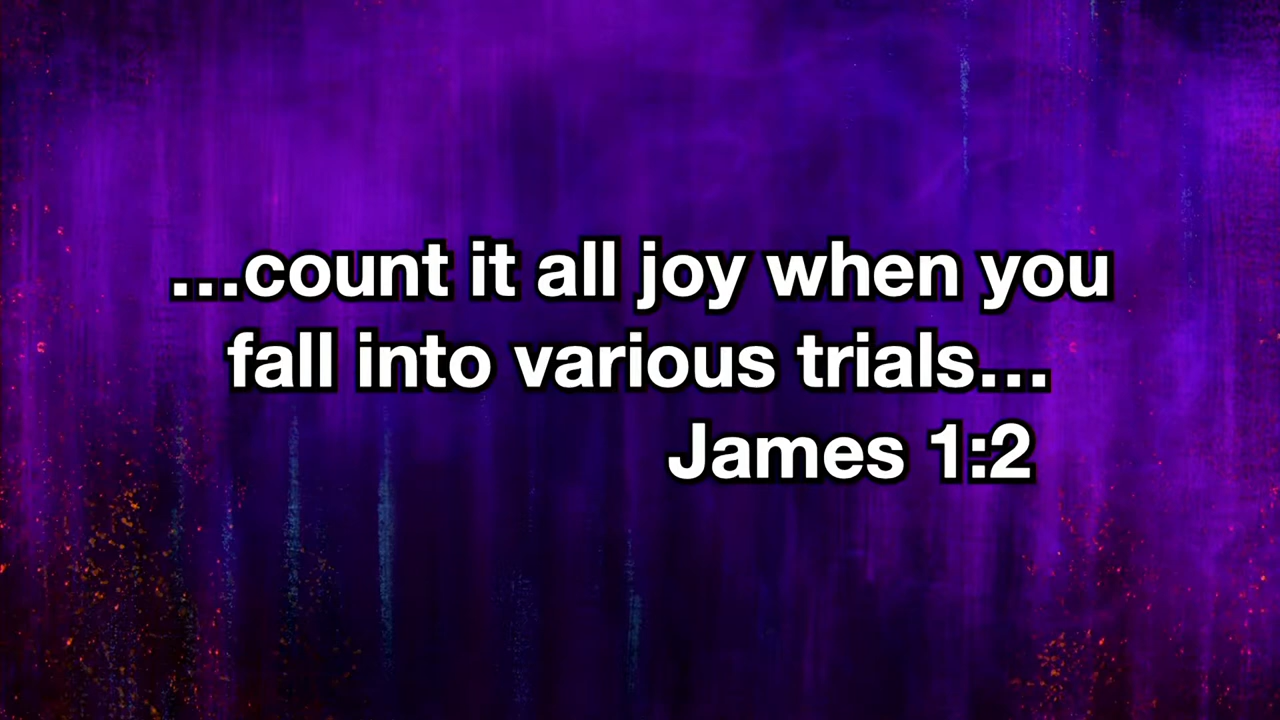 …count it all joy when you
fall into various trials…
James 1:2